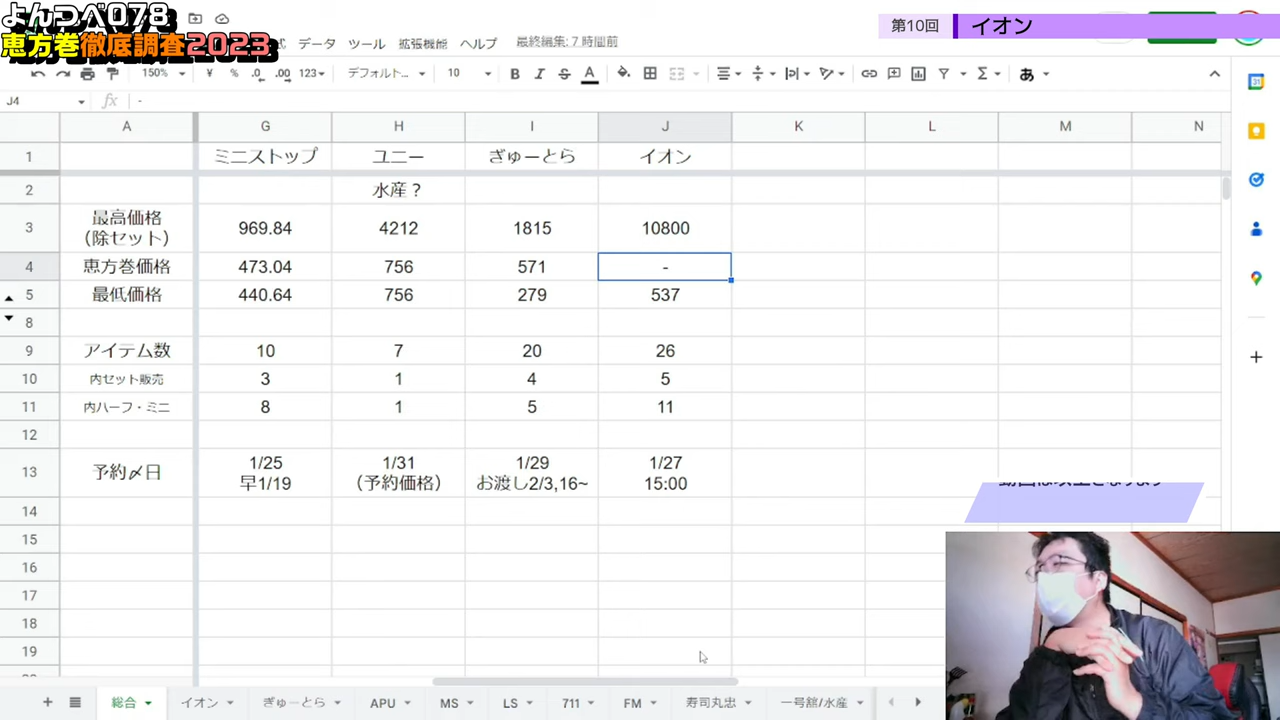 よんつべ078
恵方巻徹底調査2023
第10回 イオン
データ ツール 拡張機能 ヘルプ 最終編集: 7 時間前
150% ¥ % .0 .00 123 デフォルト... 10 B I S A あ
J4 fx -
A G H I J K L M N
1 ミニストップ ユニー ぎゅーとら イオン
2 水産？
3 最高価格 969.84 4212 1815 10800
（除セット）
4 恵方巻価格 473.04 756 571 -
5 最低価格 440.64 756 279 537
8
9 アイテム数 10 7 20 26
10 内セット販売 3 1 4 5
11 内ハーフ・ミニ 8 1 5 11
12
13 予約〆日 1/25 1/31 1/29 1/27
早1/19 （予約価格） お渡し2/3,16~ 15:00
14
15
16
17
18
19
総合 イオン ぎゅーとら APU MS LS 711 FM 寿司丸忠 一号舘/水産